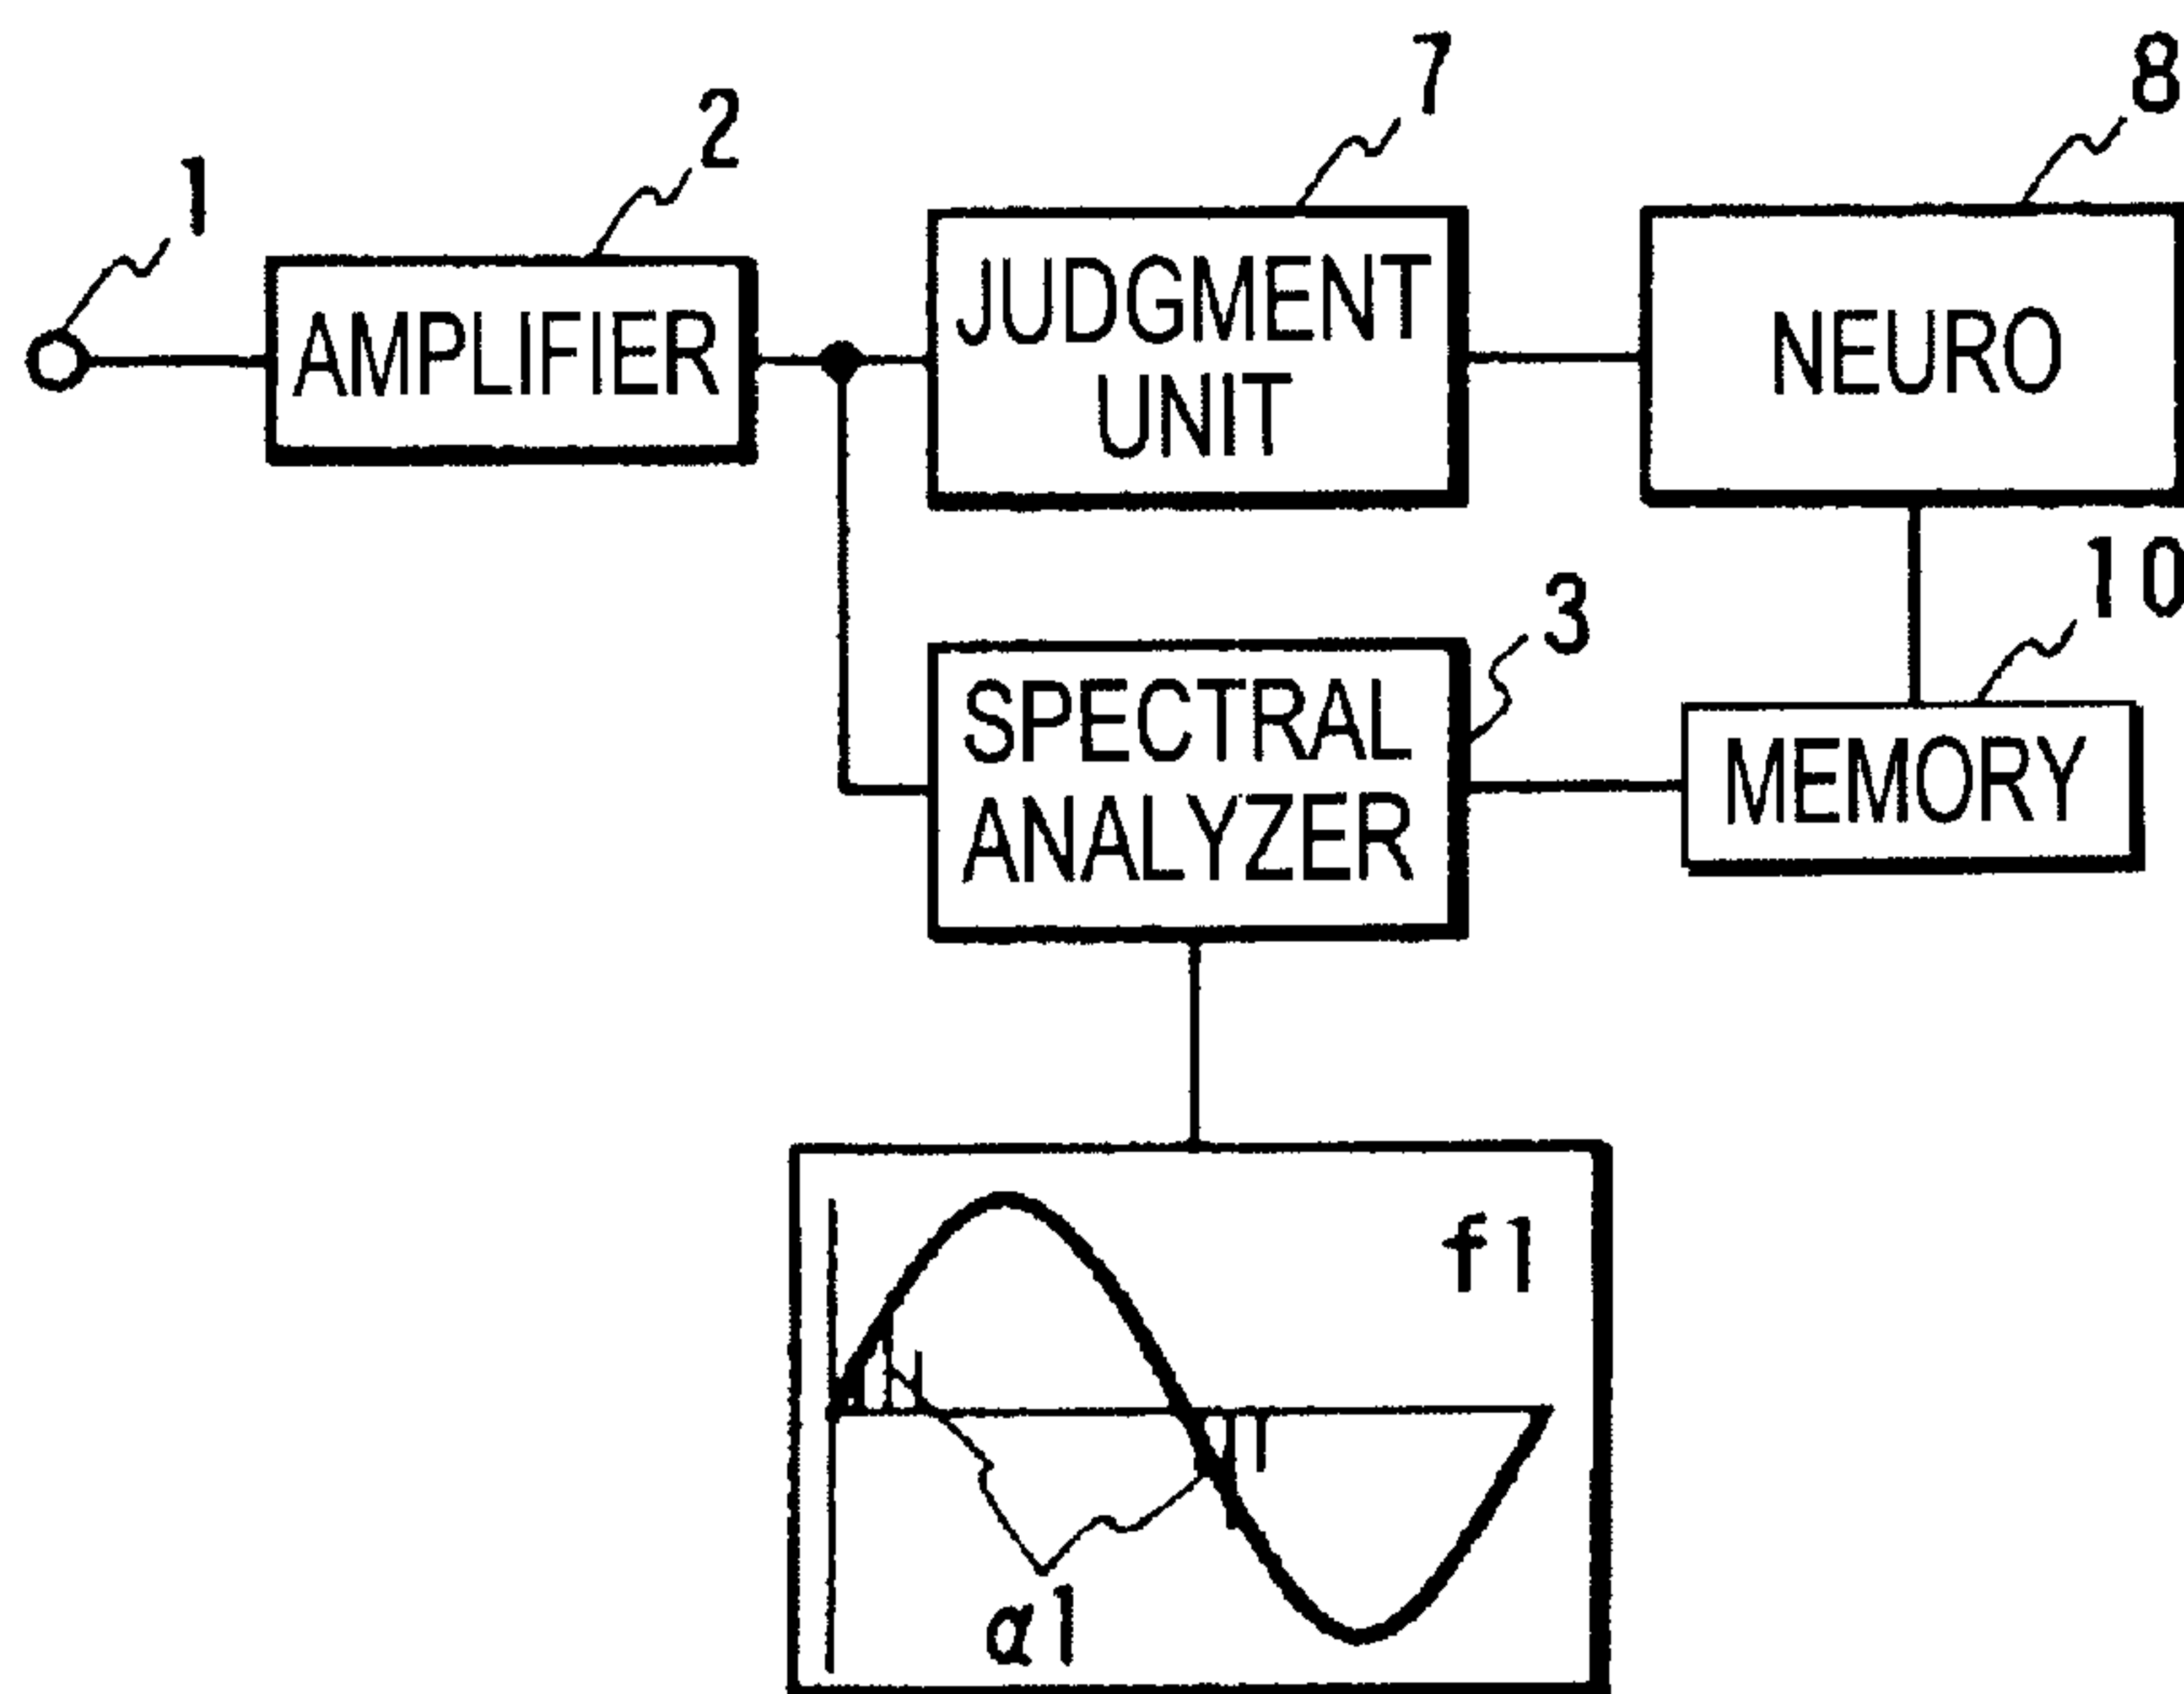 1
2
7
8
AMPLIFIER
JUDGMENT
UNIT
NEURO
3
10
SPECTRAL
ANALYZER
MEMORY
f1
α1